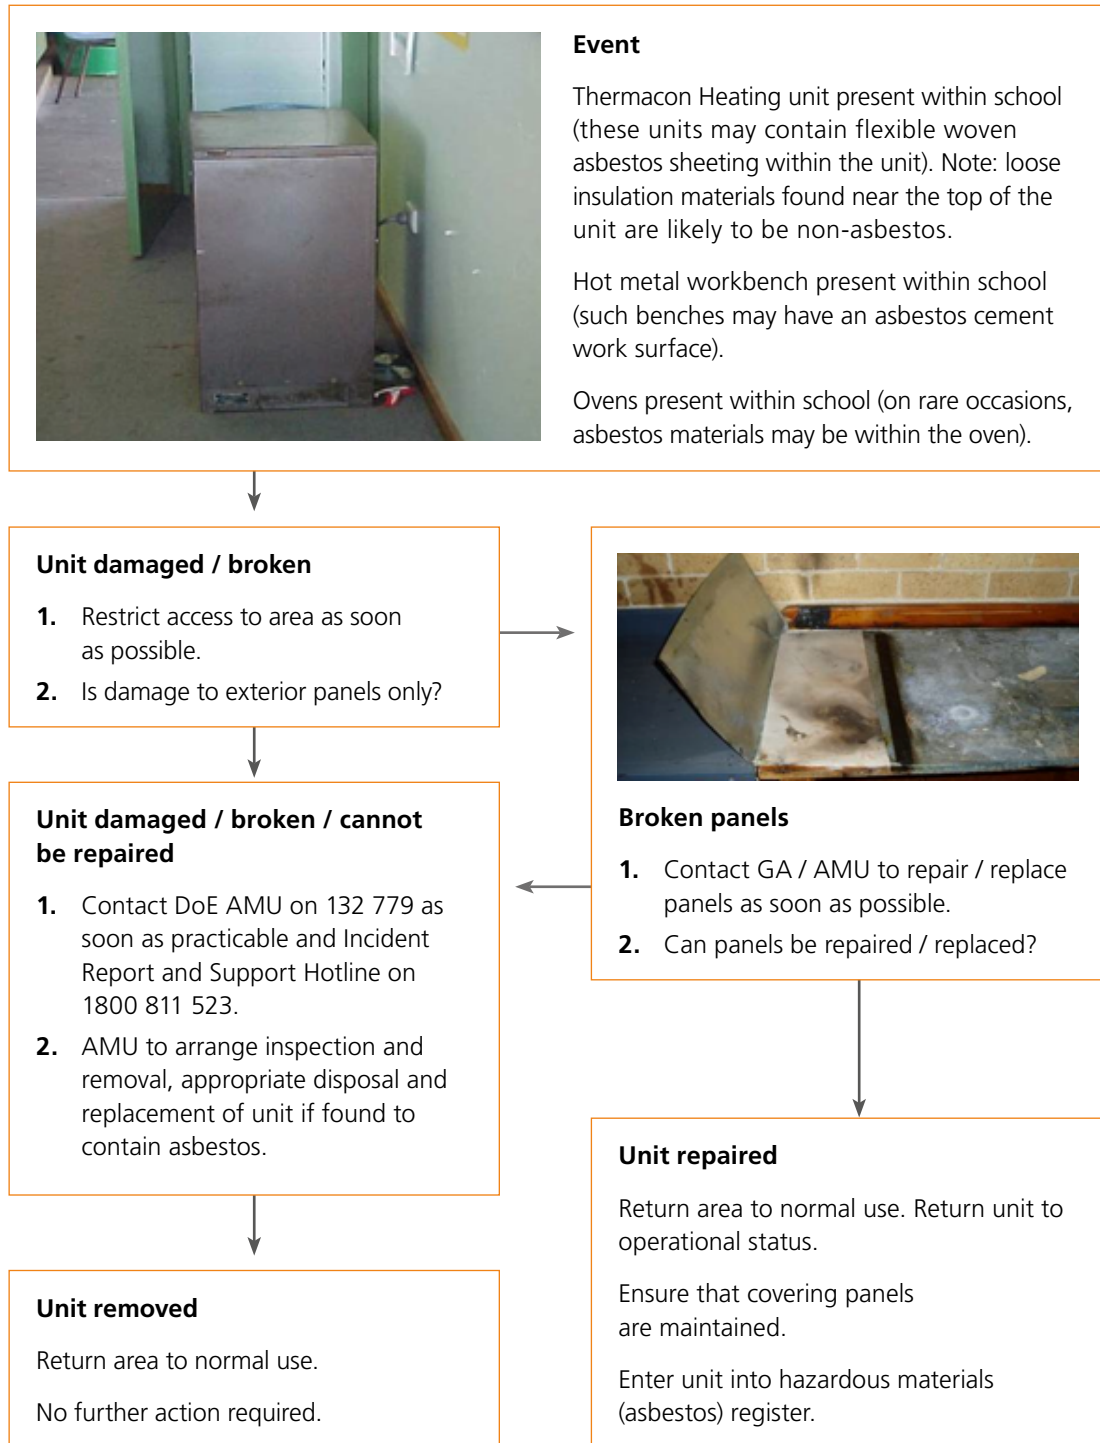 Event
Thermacon Heating unit present within school
(these units may contain flexible woven
asbestos sheeting within the unit). Note: loose
insulation materials found near the top of the
unit are likely to be non-asbestos.
Hot metal workbench present within school
(such benches may have an asbestos cement
work surface).
Ovens present within school (on rare occasions,
asbestos materials may be within the oven).
Unit damaged / broken
1. Restrict access to area as soon
as possible.
2. Is damage to exterior panels only?
Broken panels
1. Contact GA / AMU to repair / replace
panels as soon as possible.
2. Can panels be repaired / replaced?
Unit damaged / broken / cannot
be repaired
1. Contact DoE AMU on 132 779 as
soon as practicable and Incident
Report and Support Hotline on
1800 811 523.
2. AMU to arrange inspection and
removal, appropriate disposal and
replacement of unit if found to
contain asbestos.
Unit repaired
Return area to normal use. Return unit to
operational status.
Ensure that covering panels
are maintained.
Enter unit into hazardous materials
(asbestos) register.
Unit removed
Return area to normal use.
No further action required.